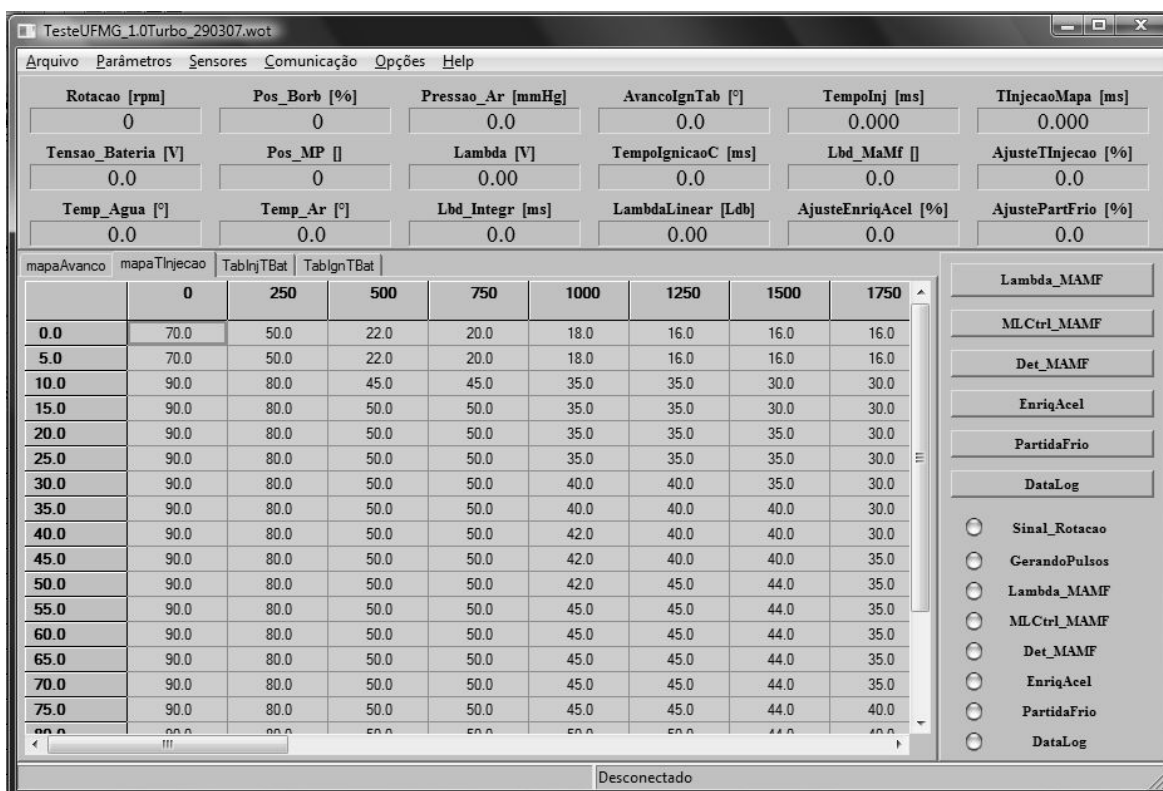 TesteUFMG_1.0Turbo_290307.wot
Arquivo Parâmetros Sensores Comunicação Opções Help
Rotacao [rpm] Pos_Borb [%] Pressao_Ar [mmHg] AvancoIgnTab [º] TempoInj [ms] TInjecaoMapa [ms]
0 0 0.0 0.0 0.000 0.000
Tensao_Bateria [V] Pos_MP [] Lambda [V] TempoIgnicaoC [ms] Lbd_MaMf [] AjusteTInjecao [%]
0.0 0 0.00 0.0 0.0 0.0
Temp_Agua [º] Temp_Ar [º] Lbd_Integr [ms] LambdaLinear [Ldb] AjusteEnriqAcel [%] AjustePartFrio [%]
0.0 0.0 0.0 0.00 0.0 0.0
mapaAvanco mapaTInjecao TabInjTBat TabIgnTBat
0 250 500 750 1000 1250 1500 1750
0.0 70.0 50.0 22.0 20.0 18.0 16.0 16.0 16.0
5.0 70.0 50.0 22.0 20.0 18.0 16.0 16.0 16.0
10.0 90.0 80.0 45.0 45.0 35.0 35.0 30.0 30.0
15.0 90.0 80.0 50.0 50.0 35.0 35.0 30.0 30.0
20.0 90.0 80.0 50.0 50.0 35.0 35.0 35.0 30.0
25.0 90.0 80.0 50.0 50.0 35.0 35.0 35.0 30.0
30.0 90.0 80.0 50.0 50.0 40.0 40.0 35.0 30.0
35.0 90.0 80.0 50.0 50.0 40.0 40.0 40.0 30.0
40.0 90.0 80.0 50.0 50.0 42.0 40.0 40.0 30.0
45.0 90.0 80.0 50.0 50.0 42.0 40.0 40.0 35.0
50.0 90.0 80.0 50.0 50.0 42.0 45.0 44.0 35.0
55.0 90.0 80.0 50.0 50.0 45.0 45.0 44.0 35.0
60.0 90.0 80.0 50.0 50.0 45.0 45.0 44.0 35.0
65.0 90.0 80.0 50.0 50.0 45.0 45.0 44.0 35.0
70.0 90.0 80.0 50.0 50.0 45.0 45.0 44.0 35.0
75.0 90.0 80.0 50.0 50.0 45.0 45.0 44.0 40.0
Lambda_MAMF
MLCtrl_MAMF
Det_MAMF
EnriqAcel
PartidaFrio
DataLog
Sinal_Rotacao
GerandoPulsos
Lambda_MAMF
MLCtrl_MAMF
Det_MAMF
EnriqAcel
PartidaFrio
DataLog
Desconectado